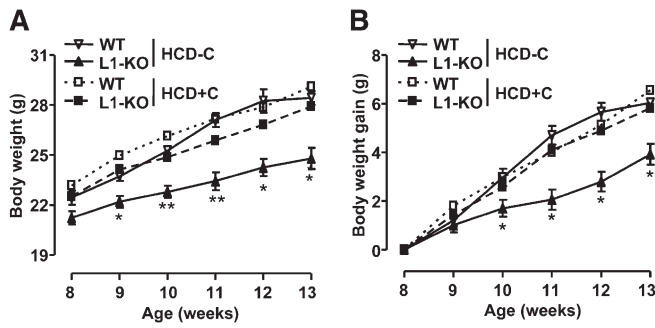 A
WT
L1-KO
HCD-C
WT
L1-KO
HCD+C
Body weight (g)
31
28
25
22
19
* ** ** * *
8 9 10 11 12 13
Age (weeks)
B
WT
L1-KO
HCD-C
WT
L1-KO
HCD+C
Body weight gain (g)
8
6
4
2
0
* * * *
8 9 10 11 12 13
Age (weeks)